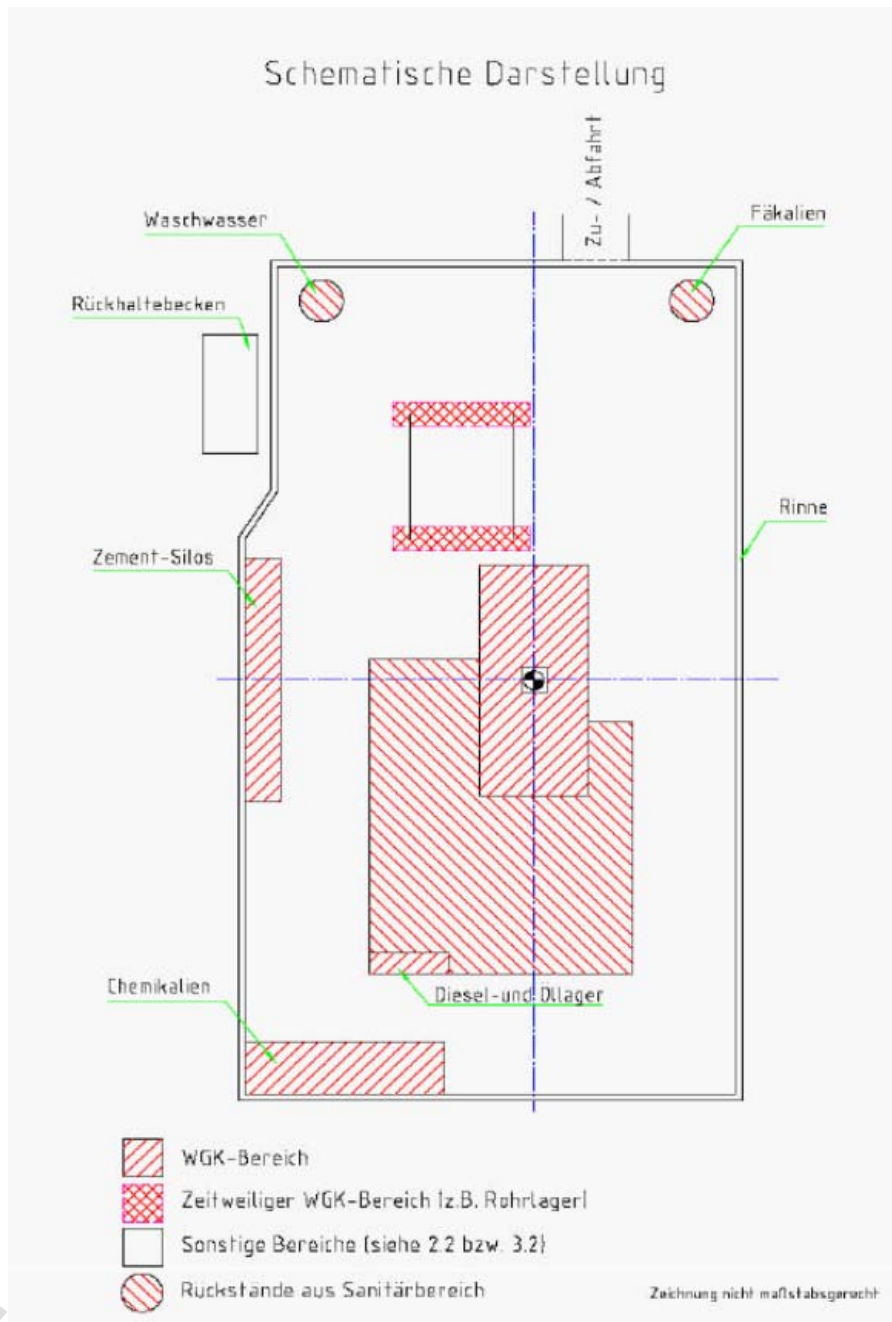 Schematische Darstellung
Zu- / Abfahrt
Waschwasser
Fäkalien
Rückhaltebecken
Rinne
Zement-Silos
Chemikalien
Diesel-und Öllager
WGK-Bereich
Zeitweiliger WGK-Bereich (z.B. Rohrlager)
Sonstige Bereiche (siehe 2.2 bzw. 3.2)
Rückstände aus Sanitärbereich
Zeichnung nicht maßstabsgerecht